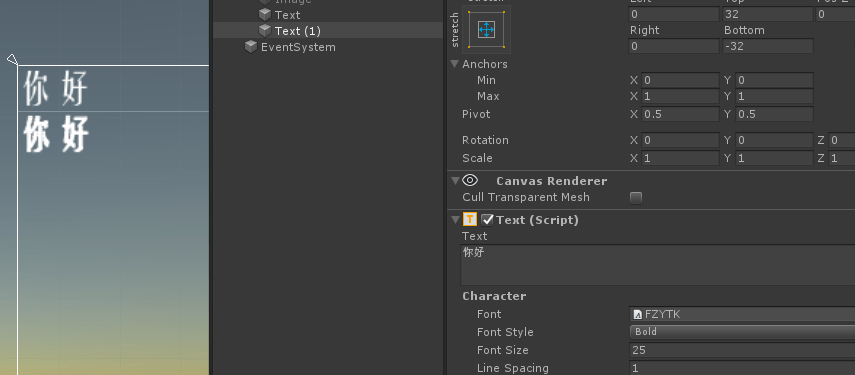 你 好
你 好
Image
Text
Text (1)
EventSystem
stretch
Left Top Pos Z
0 32 0
Right Bottom
0 -32
Anchors
Min X 0 Y 0
Max X 1 Y 1
Pivot X 0.5 Y 0.5
Rotation X 0 Y 0 Z 0
Scale X 1 Y 1 Z 1
Canvas Renderer
Cull Transparent Mesh
T Text (Script)
Text
你好
Character
Font FZYTK
Font Style Bold
Font Size 25
Line Spacing 1